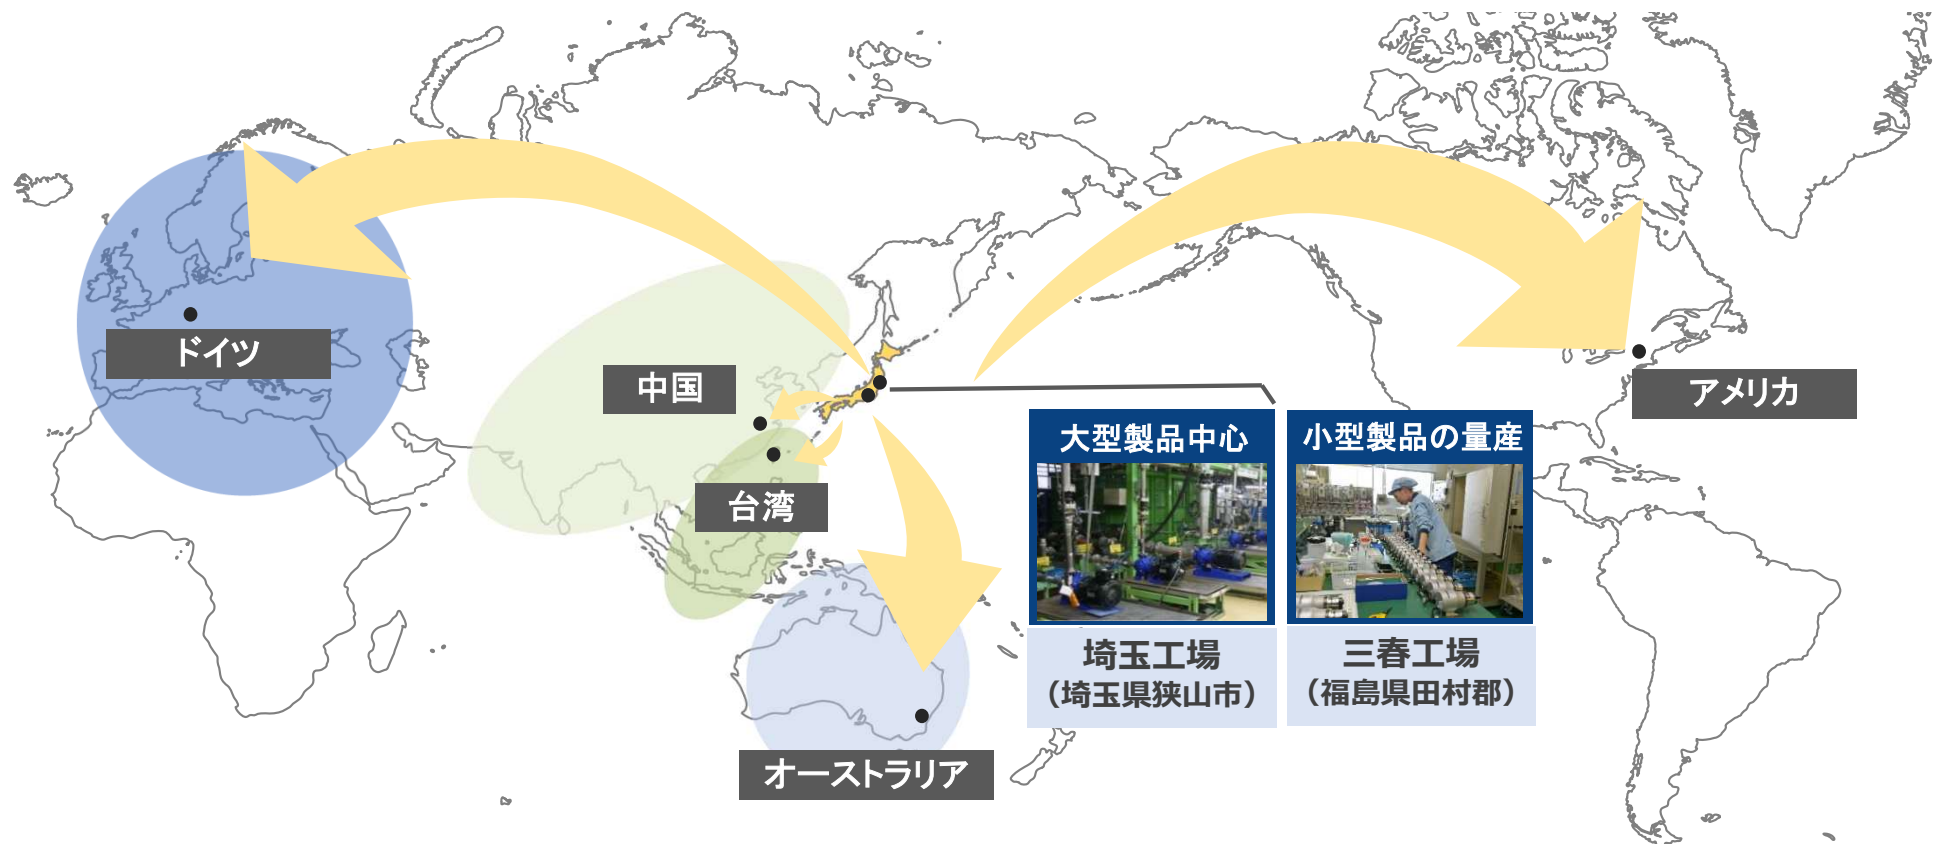 ドイツ
中国
台湾
オーストラリア
アメリカ
大型製品中心
埼玉工場
（埼玉県狭山市）
小型製品の量産
三春工場
（福島県田村郡）